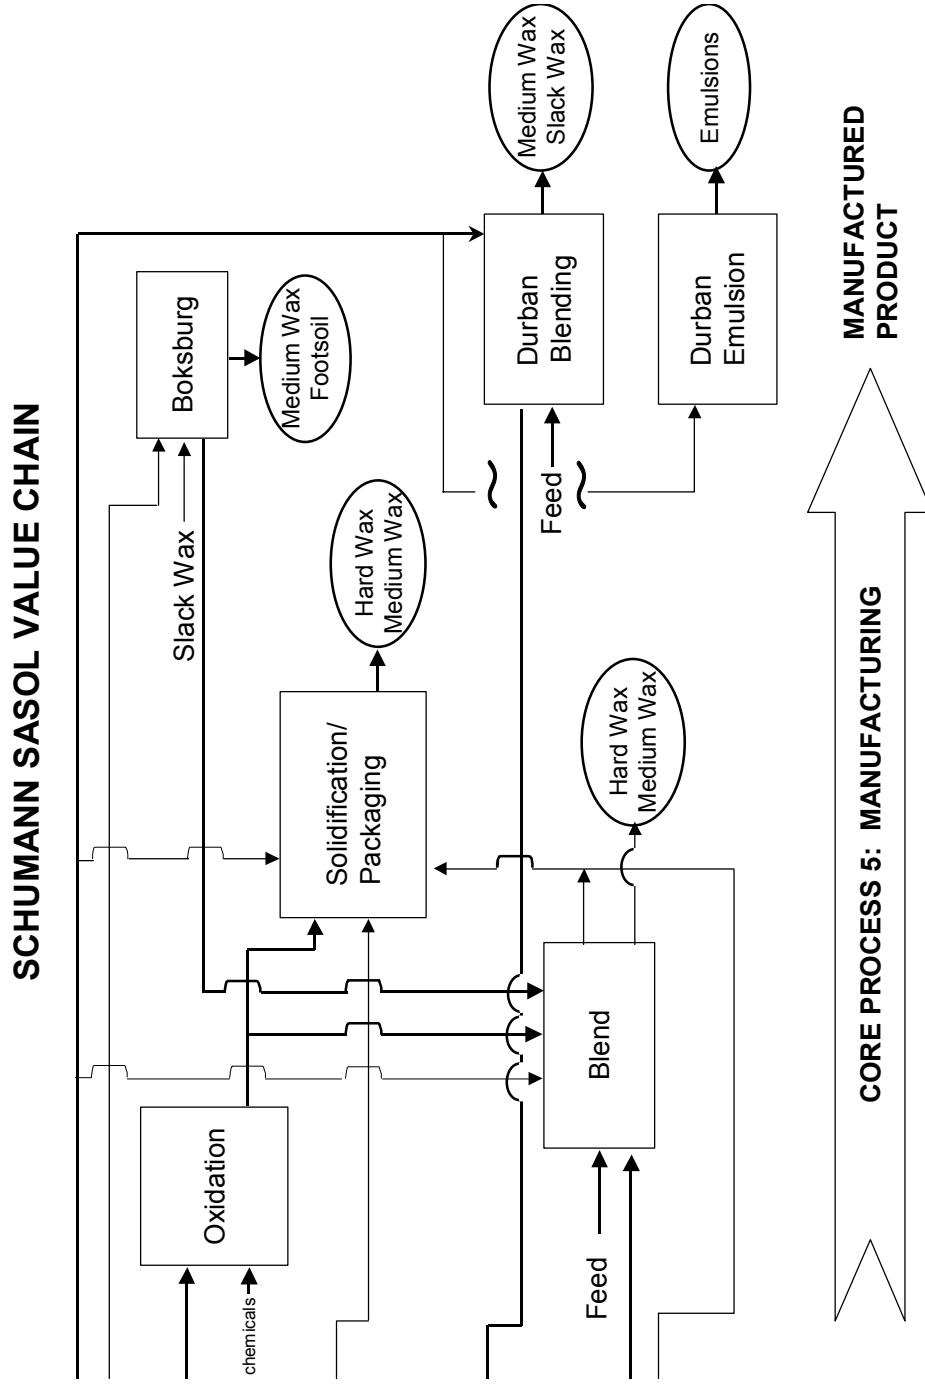 SCHUMANN SASOL VALUE CHAIN
chemicals
Oxidation
Slack Wax
Boksburg
Medium Wax
Footsoil
Solidification/
Packaging
Hard Wax
Medium Wax
Feed
Blend
Hard Wax
Medium Wax
Feed
Durban
Blending
Medium Wax
Slack Wax
Durban
Emulsion
Emulsions
CORE PROCESS 5: MANUFACTURING
MANUFACTURED
PRODUCT